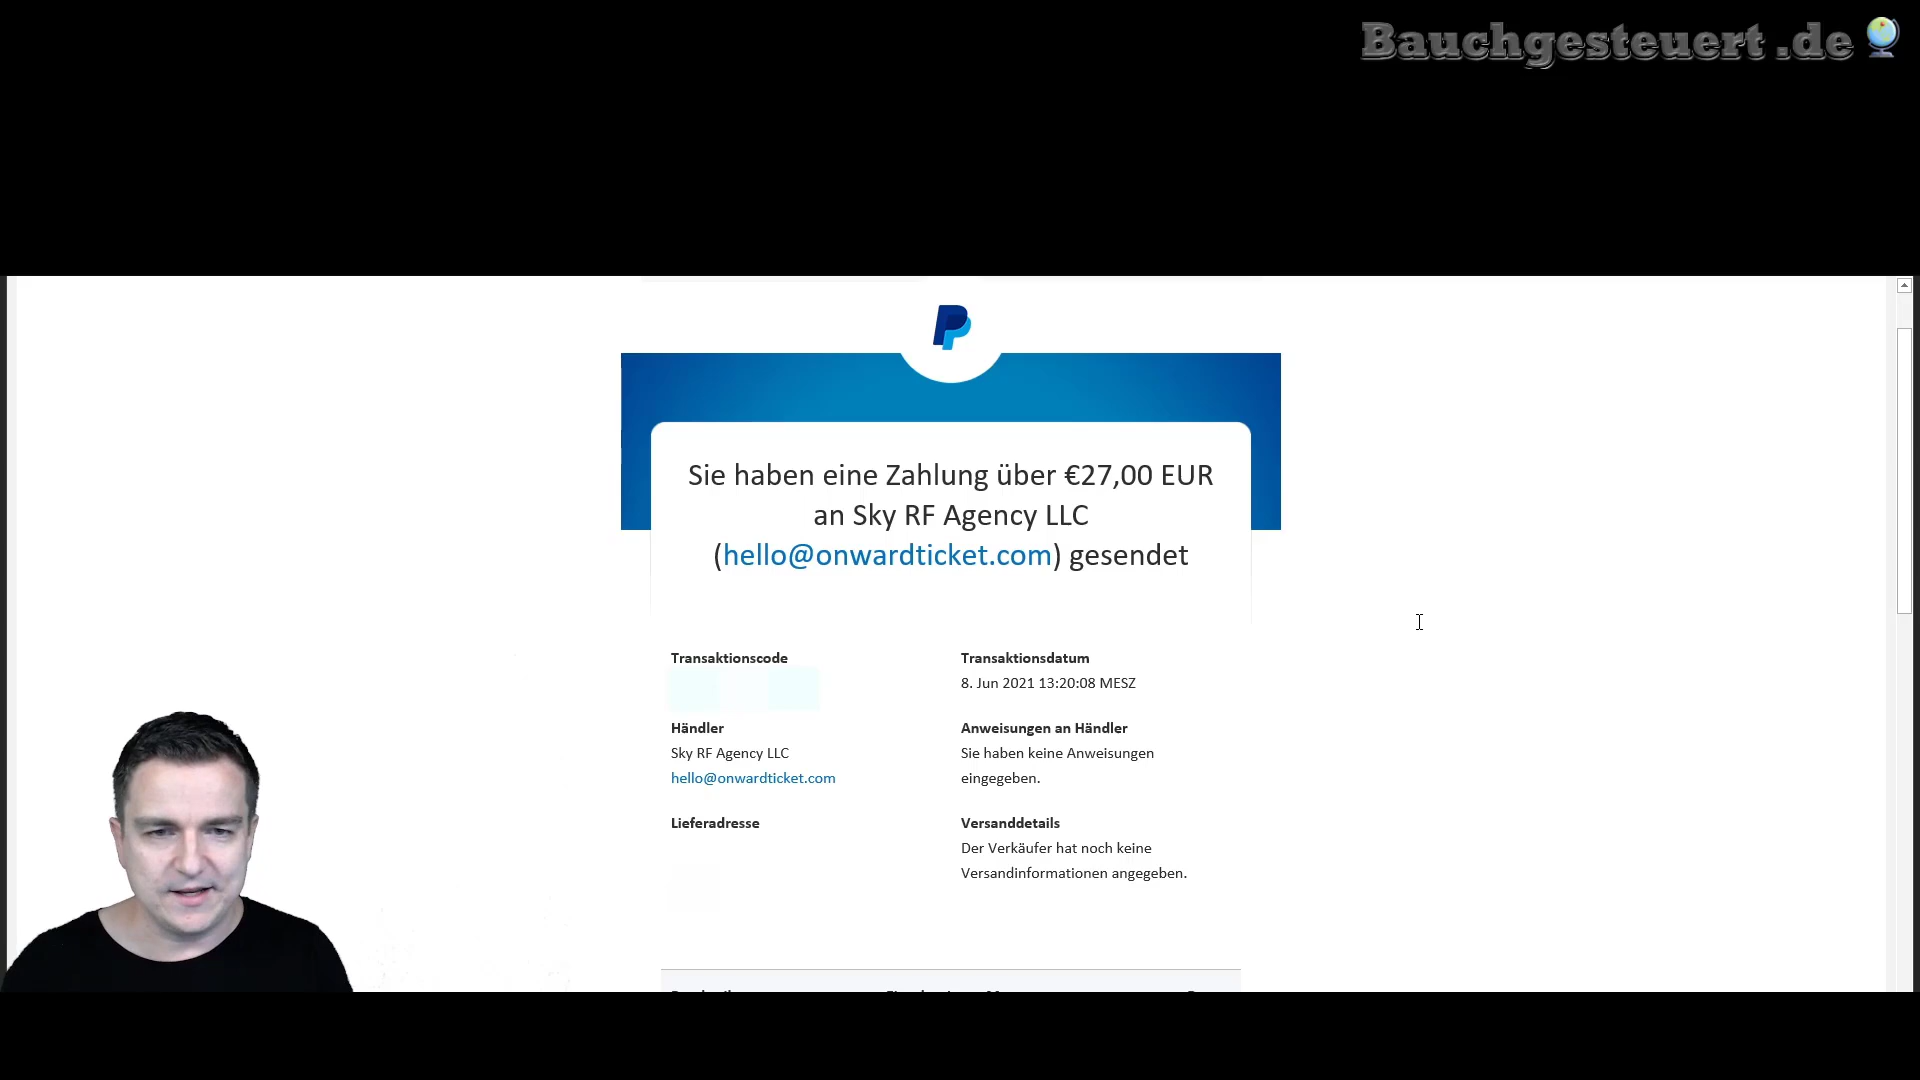 Bauchgesteuert .de
Sie haben eine Zahlung über €27,00 EUR
an Sky RF Agency LLC
(hello@onwardticket.com) gesendet
Transaktionscode
Transaktionsdatum
8. Jun 2021 13:20:08 MESZ
Händler
Sky RF Agency LLC
hello@onwardticket.com
Anweisungen an Händler
Sie haben keine Anweisungen
eingegeben.
Lieferadresse
Versanddetails
Der Verkäufer hat noch keine
Versandinformationen angegeben.